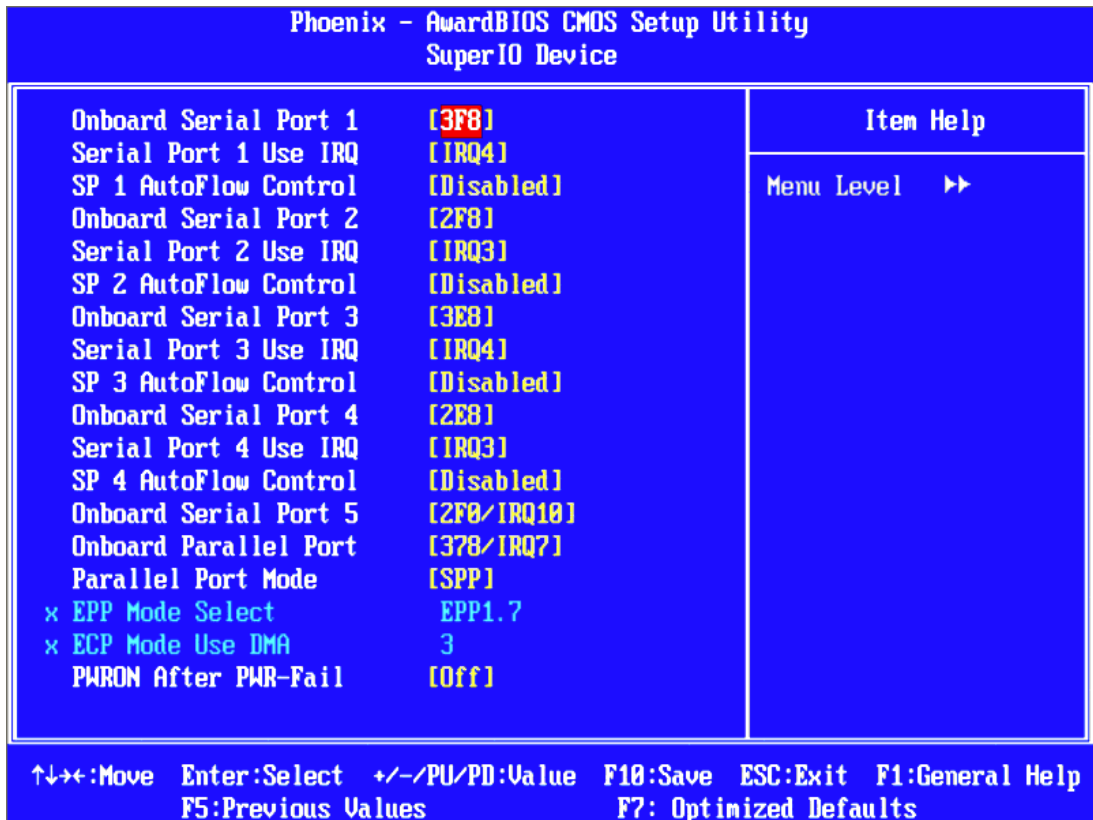 Phoenix - AwardBIOS CMOS Setup Utility
SuperIO Device
Onboard Serial Port 1 [3F8]
Serial Port 1 Use IRQ [IRQ4]
SP 1 AutoFlow Control [Disabled]
Onboard Serial Port 2 [2F8]
Serial Port 2 Use IRQ [IRQ3]
SP 2 AutoFlow Control [Disabled]
Onboard Serial Port 3 [3E8]
Serial Port 3 Use IRQ [IRQ4]
SP 3 AutoFlow Control [Disabled]
Onboard Serial Port 4 [2E8]
Serial Port 4 Use IRQ [IRQ3]
SP 4 AutoFlow Control [Disabled]
Onboard Serial Port 5 [2F0/IRQ10]
Onboard Parallel Port [378/IRQ7]
Parallel Port Mode [SPP]
x EPP Mode Select EPP1.7
x ECP Mode Use DMA 3
PWRON After PWR-Fail [Off]
Item Help
Menu Level ▸▸
↑↓→←:Move Enter:Select +/-/PU/PD:Value F10:Save ESC:Exit F1:General Help
F5:Previous Values F7: Optimized Defaults